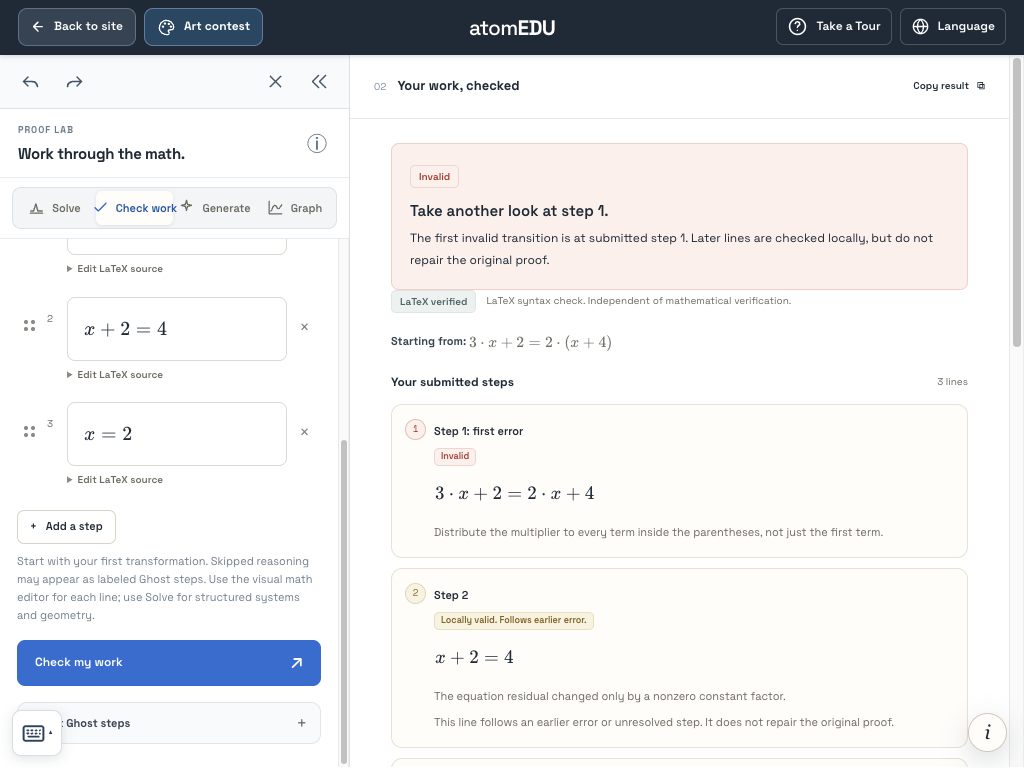 Back to site
Art contest
atomEDU
Take a Tour
Language
PROOF LAB
Work through the math.
Solve
Check work
Generate
Graph
Edit LaTeX source
2
x + 2 = 4
×
Edit LaTeX source
3
x = 2
×
Edit LaTeX source
+ Add a step
Start with your first transformation. Skipped reasoning
may appear as labeled Ghost steps. Use the visual math
editor for each line; use Solve for structured systems
and geometry.
Check my work
Ghost steps
+
02 Your work, checked
Copy result
Invalid
Take another look at step 1.
The first invalid transition is at submitted step 1. Later lines are checked locally, but do not
repair the original proof.
LaTeX verified
LaTeX syntax check. Independent of mathematical verification.
Starting from: 3 · x + 2 = 2 · (x + 4)
Your submitted steps
3 lines
1 Step 1: first error
Invalid
3 · x + 2 = 2 · x + 4
Distribute the multiplier to every term inside the parentheses, not just the first term.
2 Step 2
Locally valid. Follows earlier error.
x + 2 = 4
The equation residual changed only by a nonzero constant factor.
This line follows an earlier error or unresolved step. It does not repair the original proof.
i